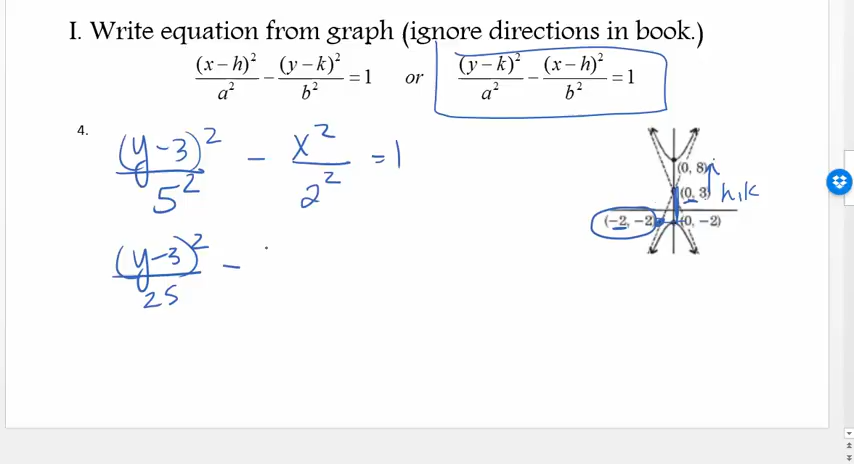 I. Write equation from graph (ignore directions in book.)
(x − h)²/a² − (y − k)²/b² = 1 or (y − k)²/a² − (x − h)²/b² = 1
4.
(y − 3)²/5² − x²/2² = 1
(0, 8)
(0, 3) h,k
(−2, −2) (0, −2)
(y − 3)²/25 −